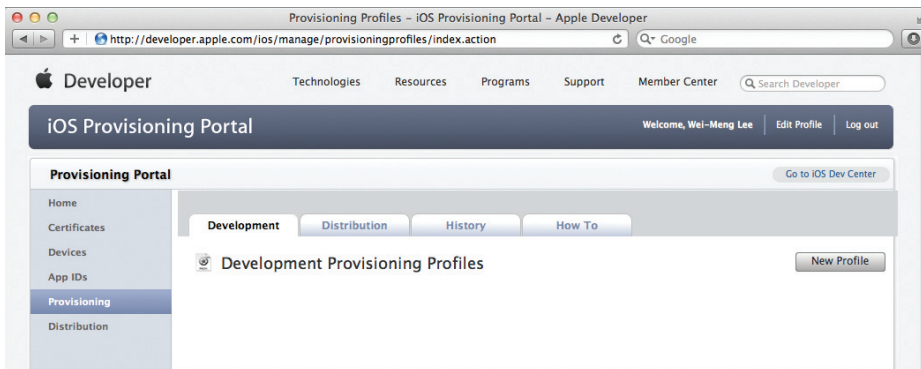 Provisioning Profiles – iOS Provisioning Portal – Apple Developer
http://developer.apple.com/ios/manage/provisioningprofiles/index.action
Google
Developer
Technologies Resources Programs Support Member Center Search Developer
iOS Provisioning Portal
Welcome, Wei-Meng Lee Edit Profile Log out
Provisioning Portal
Go to iOS Dev Center
Home
Certificates
Devices
App IDs
Provisioning
Distribution
Development Distribution History How To
Development Provisioning Profiles
New Profile